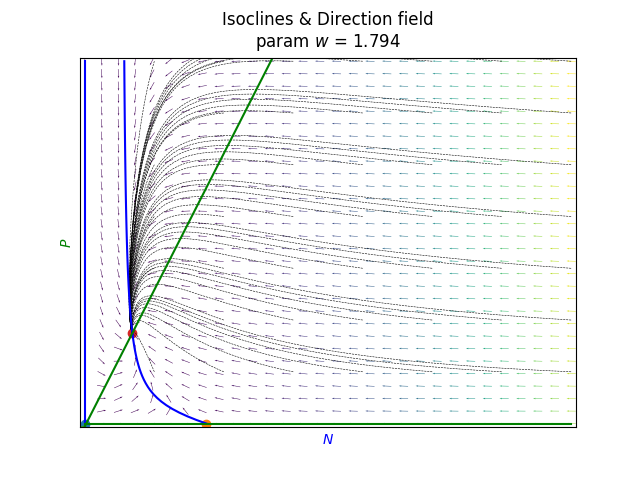 Isoclines & Direction field
param w = 1.794
P
N